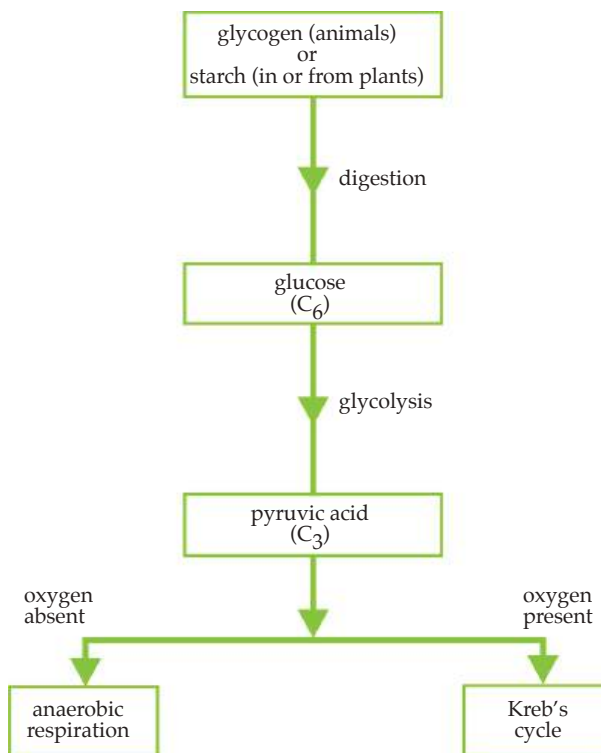 glycogen (animals)
or
starch (in or from plants)
digestion
glucose
(C6)
glycolysis
pyruvic acid
(C3)
oxygen
absent
oxygen
present
anaerobic
respiration
Kreb's
cycle